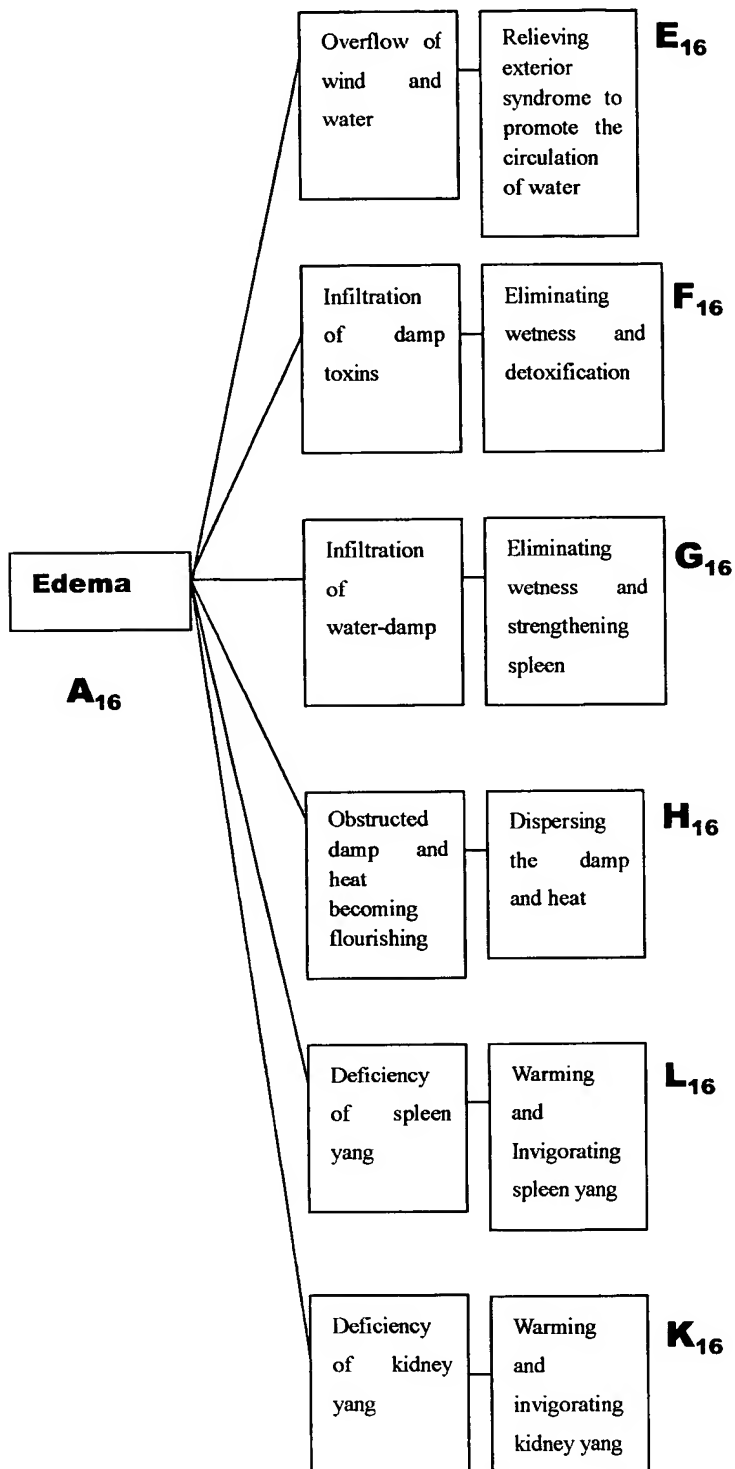 Overflow of
wind and
water
Relieving
exterior
syndrome to
promote the
circulation
of water
E16
Infiltration
of damp
toxins
Eliminating
wetness and
detoxification
F16
Edema
A16
Infiltration
of
water-damp
Eliminating
wetness and
strengthening
spleen
G16
Obstructed
damp and
heat
becoming
flourishing
Dispersing
the damp
and heat
H16
Deficiency
of spleen
yang
Warming
and
Invigorating
spleen yang
L16
Deficiency
of kidney
yang
Warming
and
invigorating
kidney yang
K16